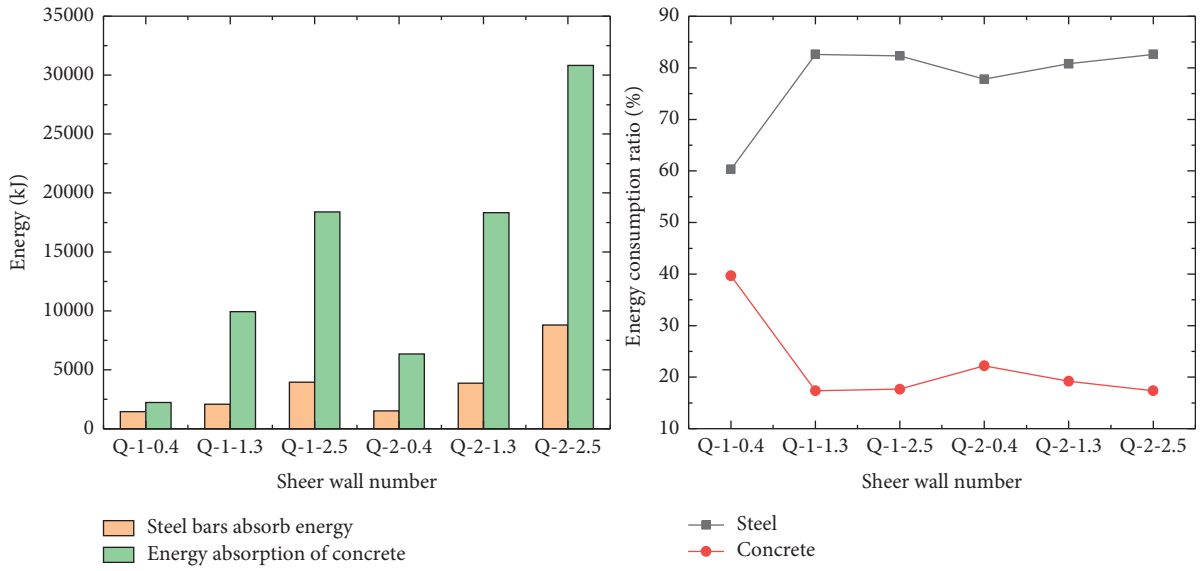 35000
30000
25000
20000
15000
10000
5000
0
Energy (kJ)
Q-1-0.4 Q-1-1.3 Q-1-2.5 Q-2-0.4 Q-2-1.3 Q-2-2.5
Sheer wall number
Steel bars absorb energy
Energy absorption of concrete
90
80
70
60
50
40
30
20
10
Energy consumption ratio (%)
Q-1-0.4 Q-1-1.3 Q-1-2.5 Q-2-0.4 Q-2-1.3 Q-2-2.5
Sheer wall number
Steel
Concrete